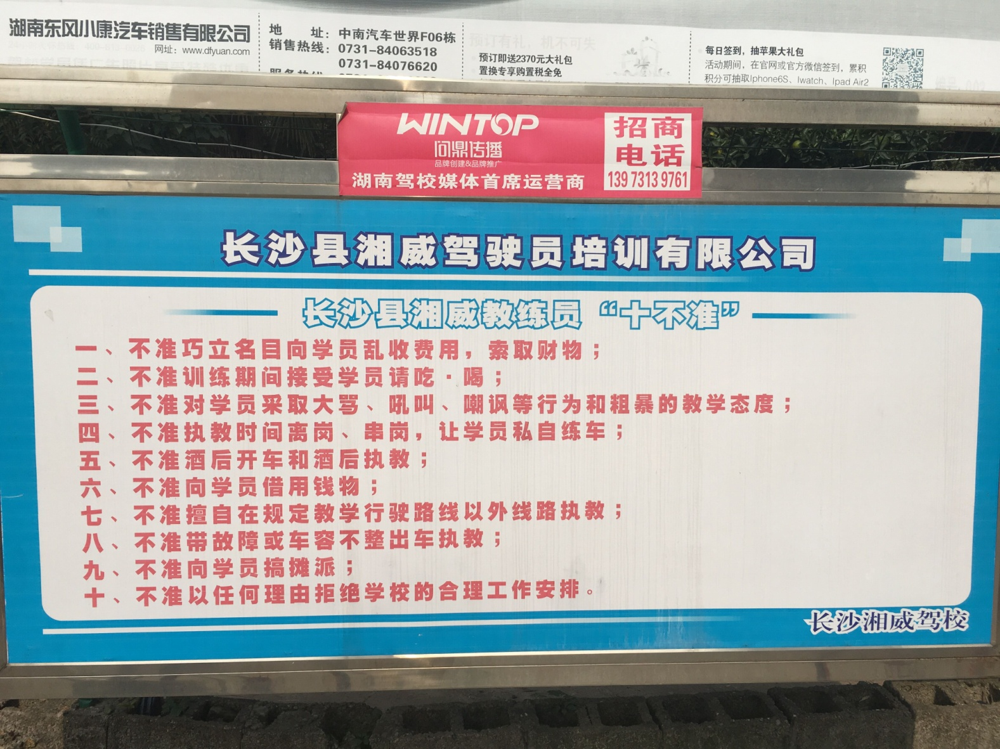 湖南东风小康汽车销售有限公司
网址：www.dfyuan.com
地 址：中南汽车世界F06栋
销售热线：0731-84063518
0731-84076620
预订有礼，机不可失
预订即送2370元大礼包
置换专享购置税全免
每日签到，抽苹果大礼包
活动期间，在官网或官方微信签到，累积
积分可抽取Iphone6S、Iwatch、Ipad Air2
WINTOP
问鼎传播
品牌创建&品牌推广
湖南驾校媒体首席运营商
招商
电话
139 7313 9761
长沙县湘威驾驶员培训有限公司
长沙县湘威教练员“十不准”
一、不准巧立名目向学员乱收费用，索取财物；
二、不准训练期间接受学员请吃·喝；
三、不准对学员采取大骂、吼叫、嘲讽等行为和粗暴的教学态度；
四、不准执教时间离岗、串岗，让学员私自练车；
五、不准酒后开车和酒后执教；
六、不准向学员借用钱物；
七、不准擅自在规定教学行驶路线以外线路执教；
八、不准带故障或车容不整出车执教；
九、不准向学员搞摊派；
十、不准以任何理由拒绝学校的合理工作安排。
长沙湘威驾校